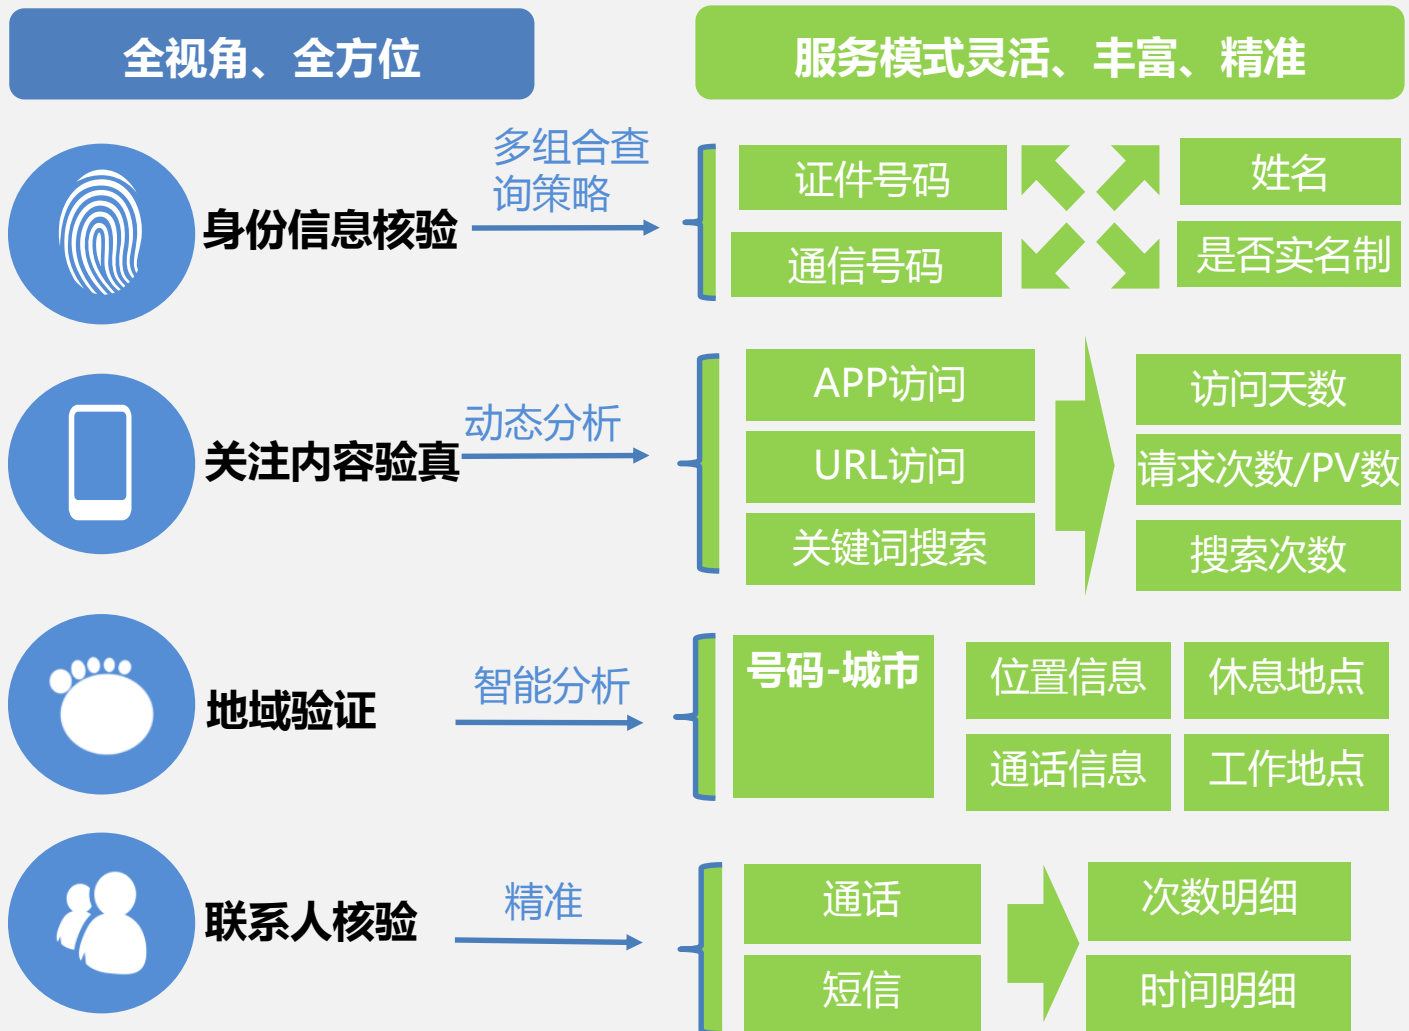 全视角、全方位
服务模式灵活、丰富、精准
身份信息核验
多组合查
询策略
证件号码
姓名
通信号码
是否实名制
关注内容验真
动态分析
APP访问
访问天数
URL访问
请求次数/PV数
关键词搜索
搜索次数
地域验证
智能分析
号码-城市
位置信息
休息地点
通话信息
工作地点
联系人核验
精准
通话
次数明细
短信
时间明细